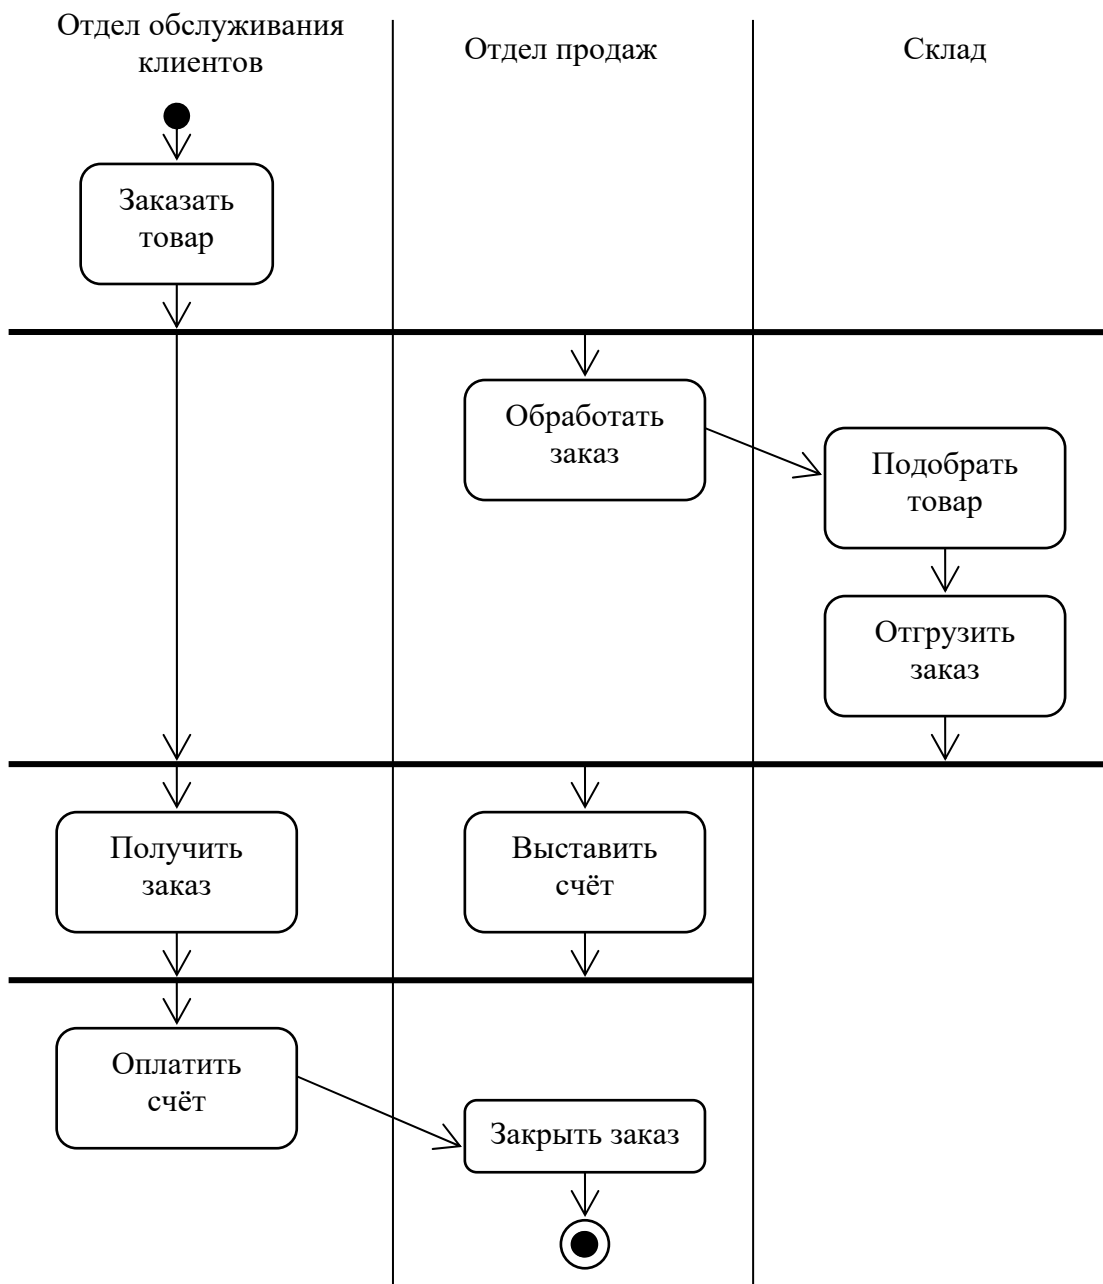 Отдел обслуживания
клиентов
Отдел продаж
Склад
Заказать
товар
Обработать
заказ
Подобрать
товар
Отгрузить
заказ
Получить
заказ
Выставить
счёт
Оплатить
счёт
Закрыть заказ